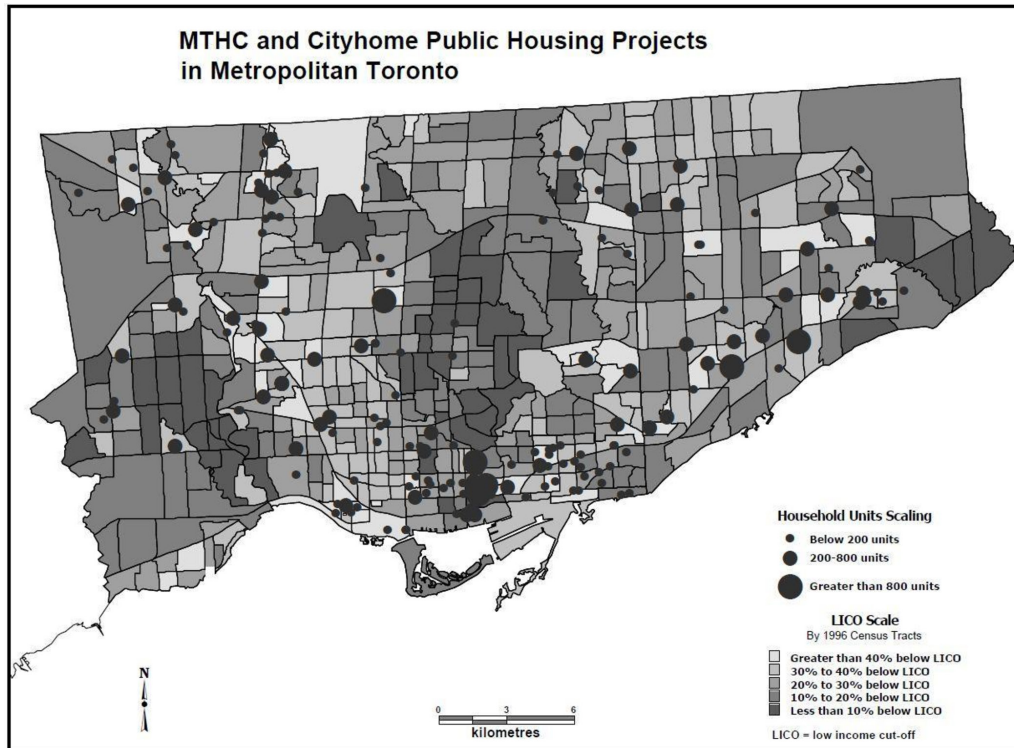 MTHC and Cityhome Public Housing Projects
in Metropolitan Toronto
Household Units Scaling
Below 200 units
200-800 units
Greater than 800 units
LICO Scale
By 1996 Census Tracts
Greater than 40% below LICO
30% to 40% below LICO
20% to 30% below LICO
10% to 20% below LICO
Less than 10% below LICO
N
0 3 6
kilometres
LICO = low income cut-off